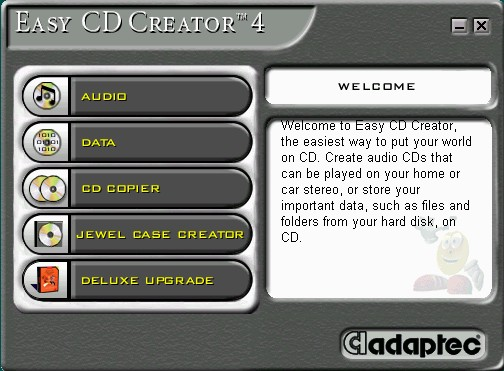 EASY CD CREATOR™ 4
AUDIO
DATA
1010
01010
1010
CD COPIER
JEWEL CASE CREATOR
DELUXE UPGRADE
WELCOME
Welcome to Easy CD Creator,
the easiest way to put your world
on CD. Create audio CDs that
can be played on your home or
car stereo, or store your
important data, such as files and
folders from your hard disk, on
CD.
adaptec®